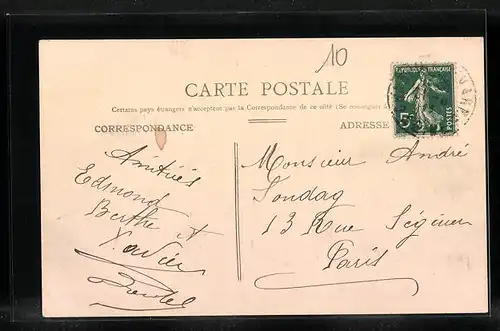 10
CARTE POSTALE
Certains pays étrangers n'acceptent pas la Correspondance de ce côté (Se renseigner
CORRESPONDANCE
ADRESSE
REPUBLIQUE FRANÇAISE
5c
POSTES
Amitiés
Edmond
Berthe et
Xavier
Monsieur André
Sondag
13 Rue Séguier
Paris